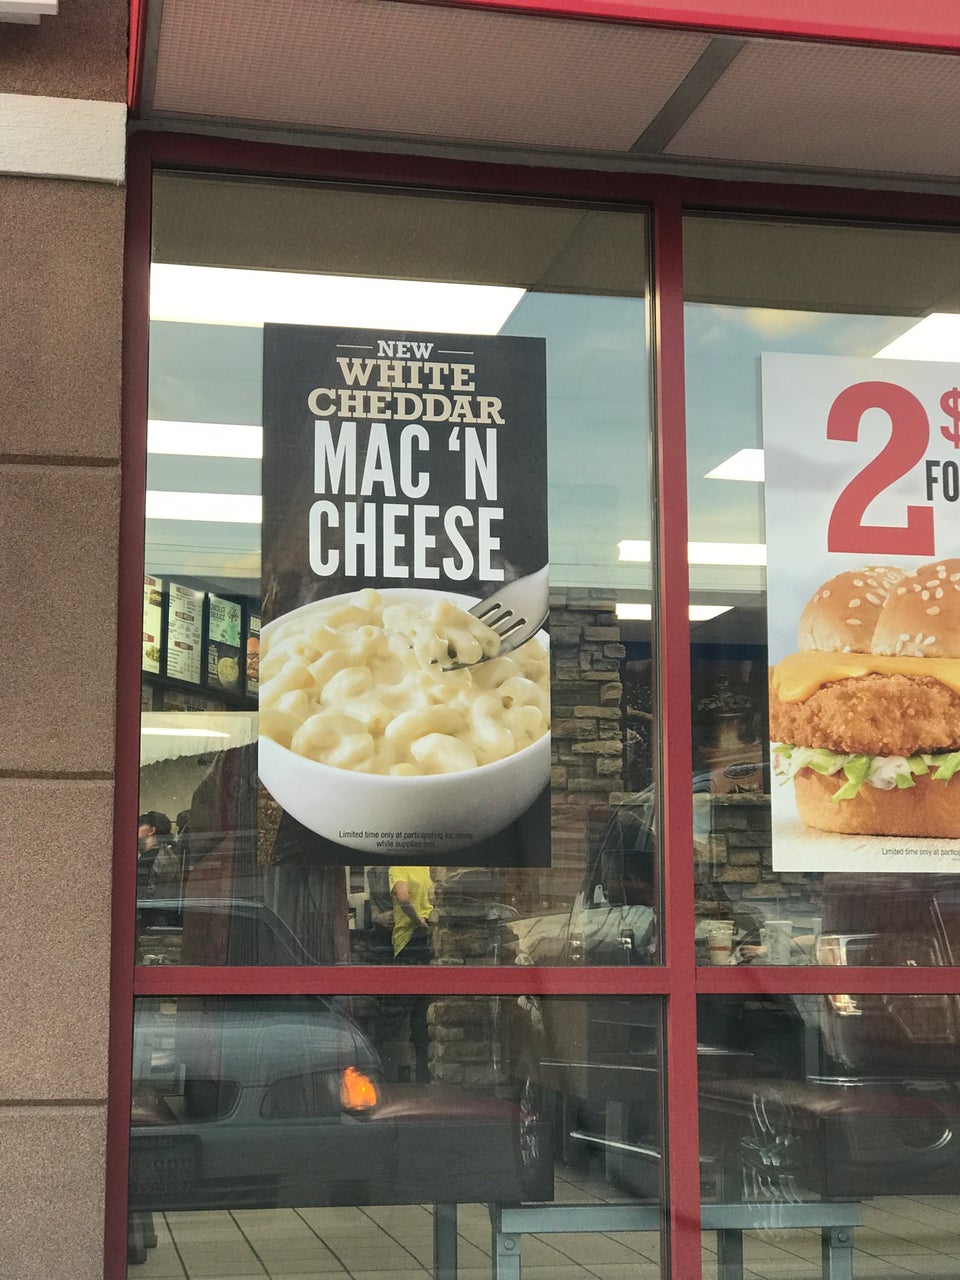 NEW
WHITE
CHEDDAR
MAC 'N
CHEESE
Limited time only at participating locations
while supplies last.
2 $
FO
Limited time only at partic